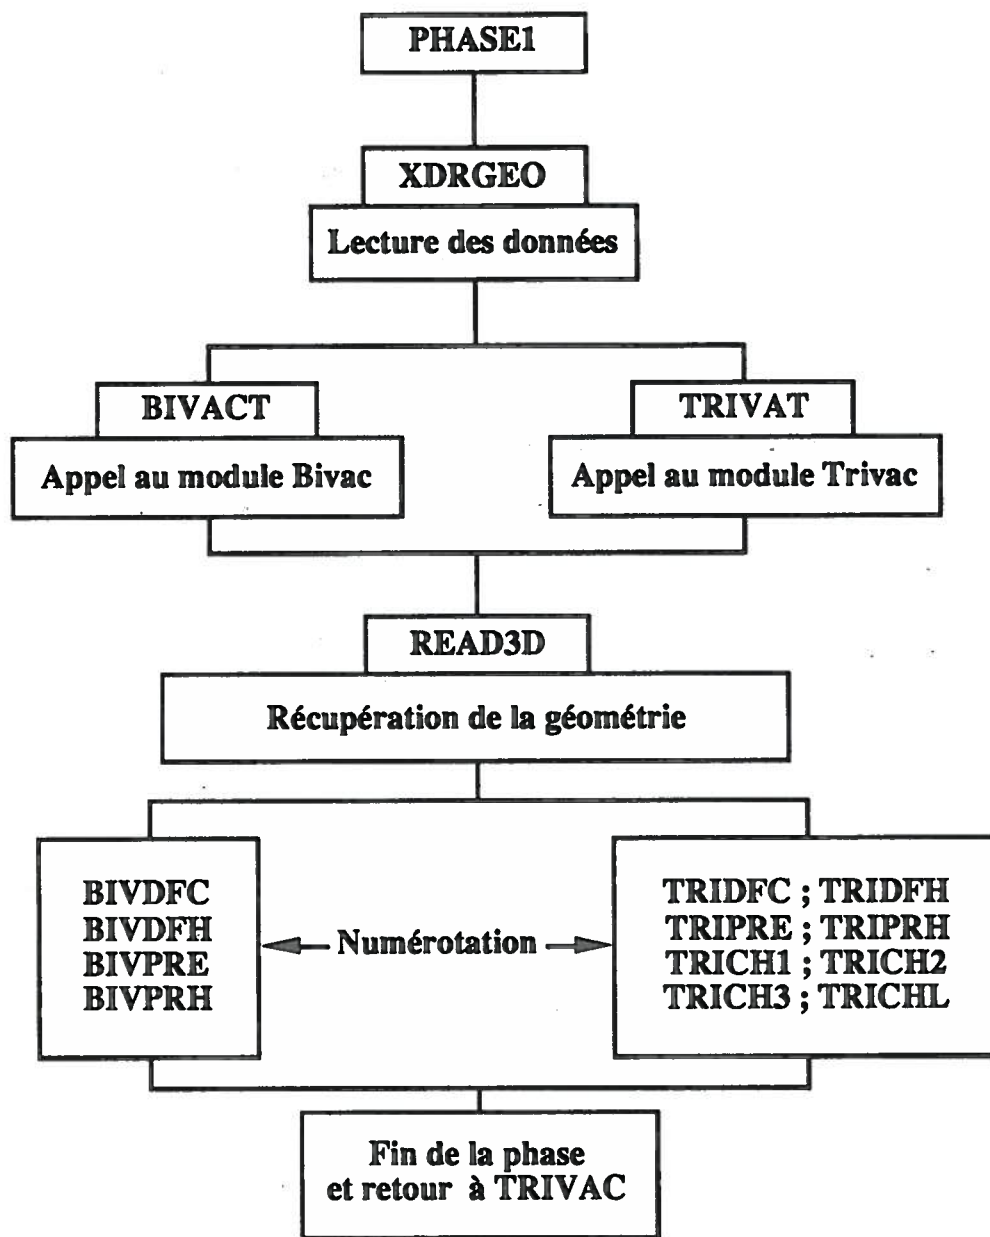 PHASE1
XDRGEO
Lecture des données
BIVACT
Appel au module Bivac
TRIVAT
Appel au module Trivac
READ3D
Récupération de la géométrie
BIVDFC
BIVDFH
BIVPRE
BIVPRH
Numérotation
TRIDFC ; TRIDFH
TRIPRE ; TRIPRH
TRICH1 ; TRICH2
TRICH3 ; TRICHL
Fin de la phase
et retour à TRIVAC